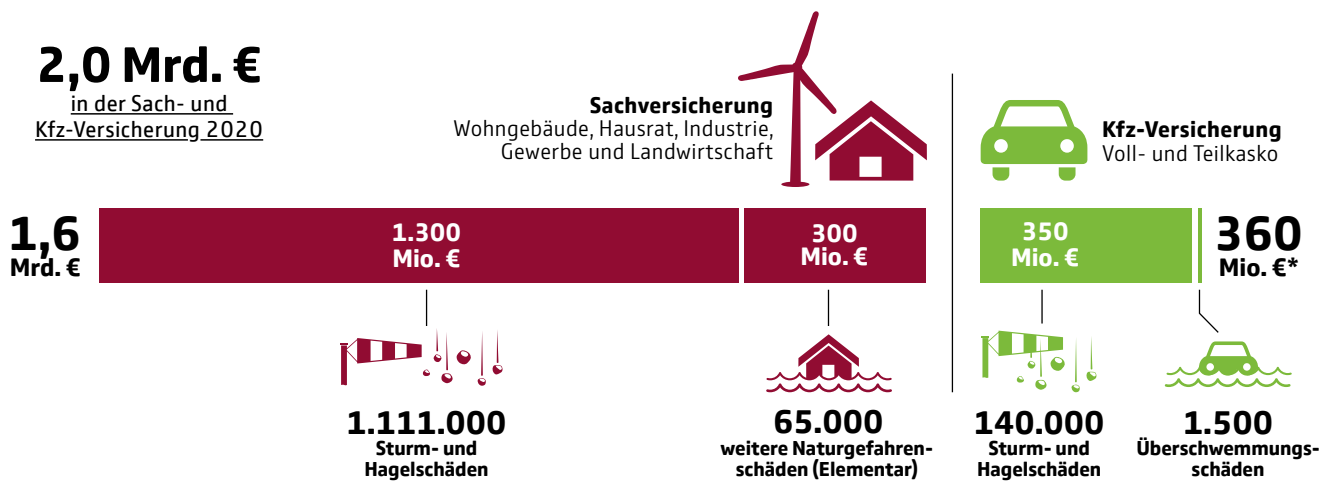 2,0 Mrd. €
in der Sach- und
Kfz-Versicherung 2020
Sachversicherung
Wohngebäude, Hausrat, Industrie,
Gewerbe und Landwirtschaft
Kfz-Versicherung
Voll- und Teilkasko
1,6
Mrd. €
1.300
Mio. €
300
Mio. €
350
Mio. €
360
Mio. €*
1.111.000
Sturm- und
Hagelschäden
65.000
weitere Naturgefahren-
schäden (Elementar)
140.000
Sturm- und
Hagelschäden
1.500
Überschwemmungs-
schäden